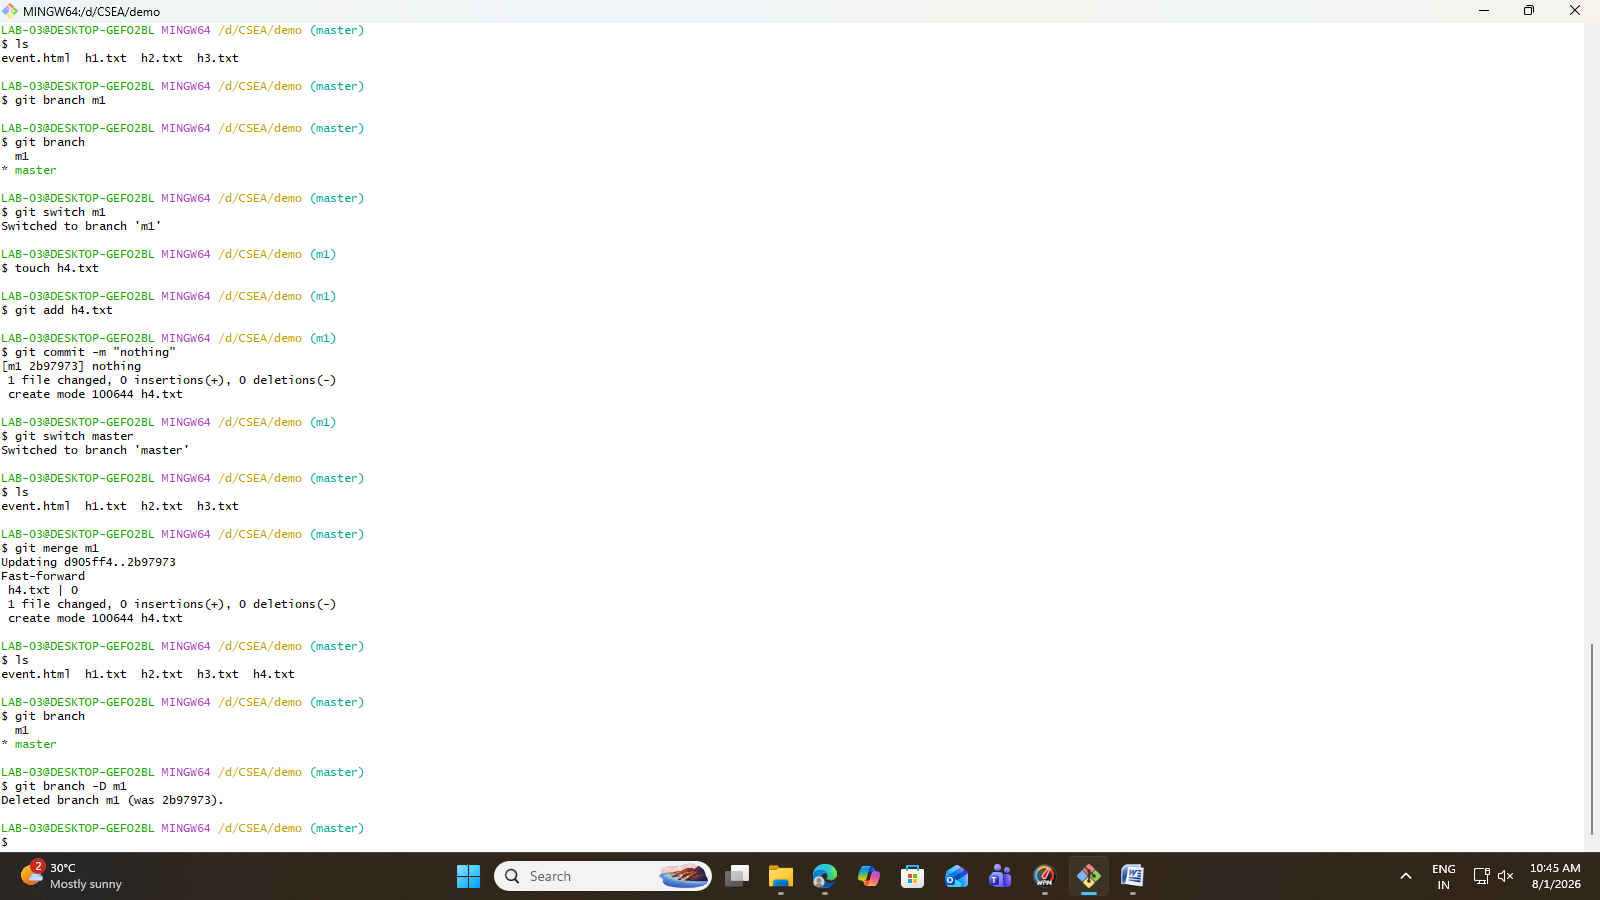 MINGW64:/d/CSEA/demo
LAB-03@DESKTOP-GEFO2BL MINGW64 /d/CSEA/demo (master)
$ ls
event.html  h1.txt  h2.txt  h3.txt
LAB-03@DESKTOP-GEFO2BL MINGW64 /d/CSEA/demo (master)
$ git branch m1
LAB-03@DESKTOP-GEFO2BL MINGW64 /d/CSEA/demo (master)
$ git branch
  m1
* master
LAB-03@DESKTOP-GEFO2BL MINGW64 /d/CSEA/demo (master)
$ git switch m1
Switched to branch 'm1'
LAB-03@DESKTOP-GEFO2BL MINGW64 /d/CSEA/demo (m1)
$ touch h4.txt
LAB-03@DESKTOP-GEFO2BL MINGW64 /d/CSEA/demo (m1)
$ git add h4.txt
LAB-03@DESKTOP-GEFO2BL MINGW64 /d/CSEA/demo (m1)
$ git commit -m "nothing"
[m1 2b97973] nothing
 1 file changed, 0 insertions(+), 0 deletions(-)
 create mode 100644 h4.txt
LAB-03@DESKTOP-GEFO2BL MINGW64 /d/CSEA/demo (m1)
$ git switch master
Switched to branch 'master'
LAB-03@DESKTOP-GEFO2BL MINGW64 /d/CSEA/demo (master)
$ ls
event.html  h1.txt  h2.txt  h3.txt
LAB-03@DESKTOP-GEFO2BL MINGW64 /d/CSEA/demo (master)
$ git merge m1
Updating d905ff4..2b97973
Fast-forward
 h4.txt | 0
 1 file changed, 0 insertions(+), 0 deletions(-)
 create mode 100644 h4.txt
LAB-03@DESKTOP-GEFO2BL MINGW64 /d/CSEA/demo (master)
$ ls
event.html  h1.txt  h2.txt  h3.txt  h4.txt
LAB-03@DESKTOP-GEFO2BL MINGW64 /d/CSEA/demo (master)
$ git branch
  m1
* master
LAB-03@DESKTOP-GEFO2BL MINGW64 /d/CSEA/demo (master)
$ git branch -D m1
Deleted branch m1 (was 2b97973).
LAB-03@DESKTOP-GEFO2BL MINGW64 /d/CSEA/demo (master)
$
2
30°C
Mostly sunny
Search
WFM
ENG
IN
10:45 AM
8/1/2026